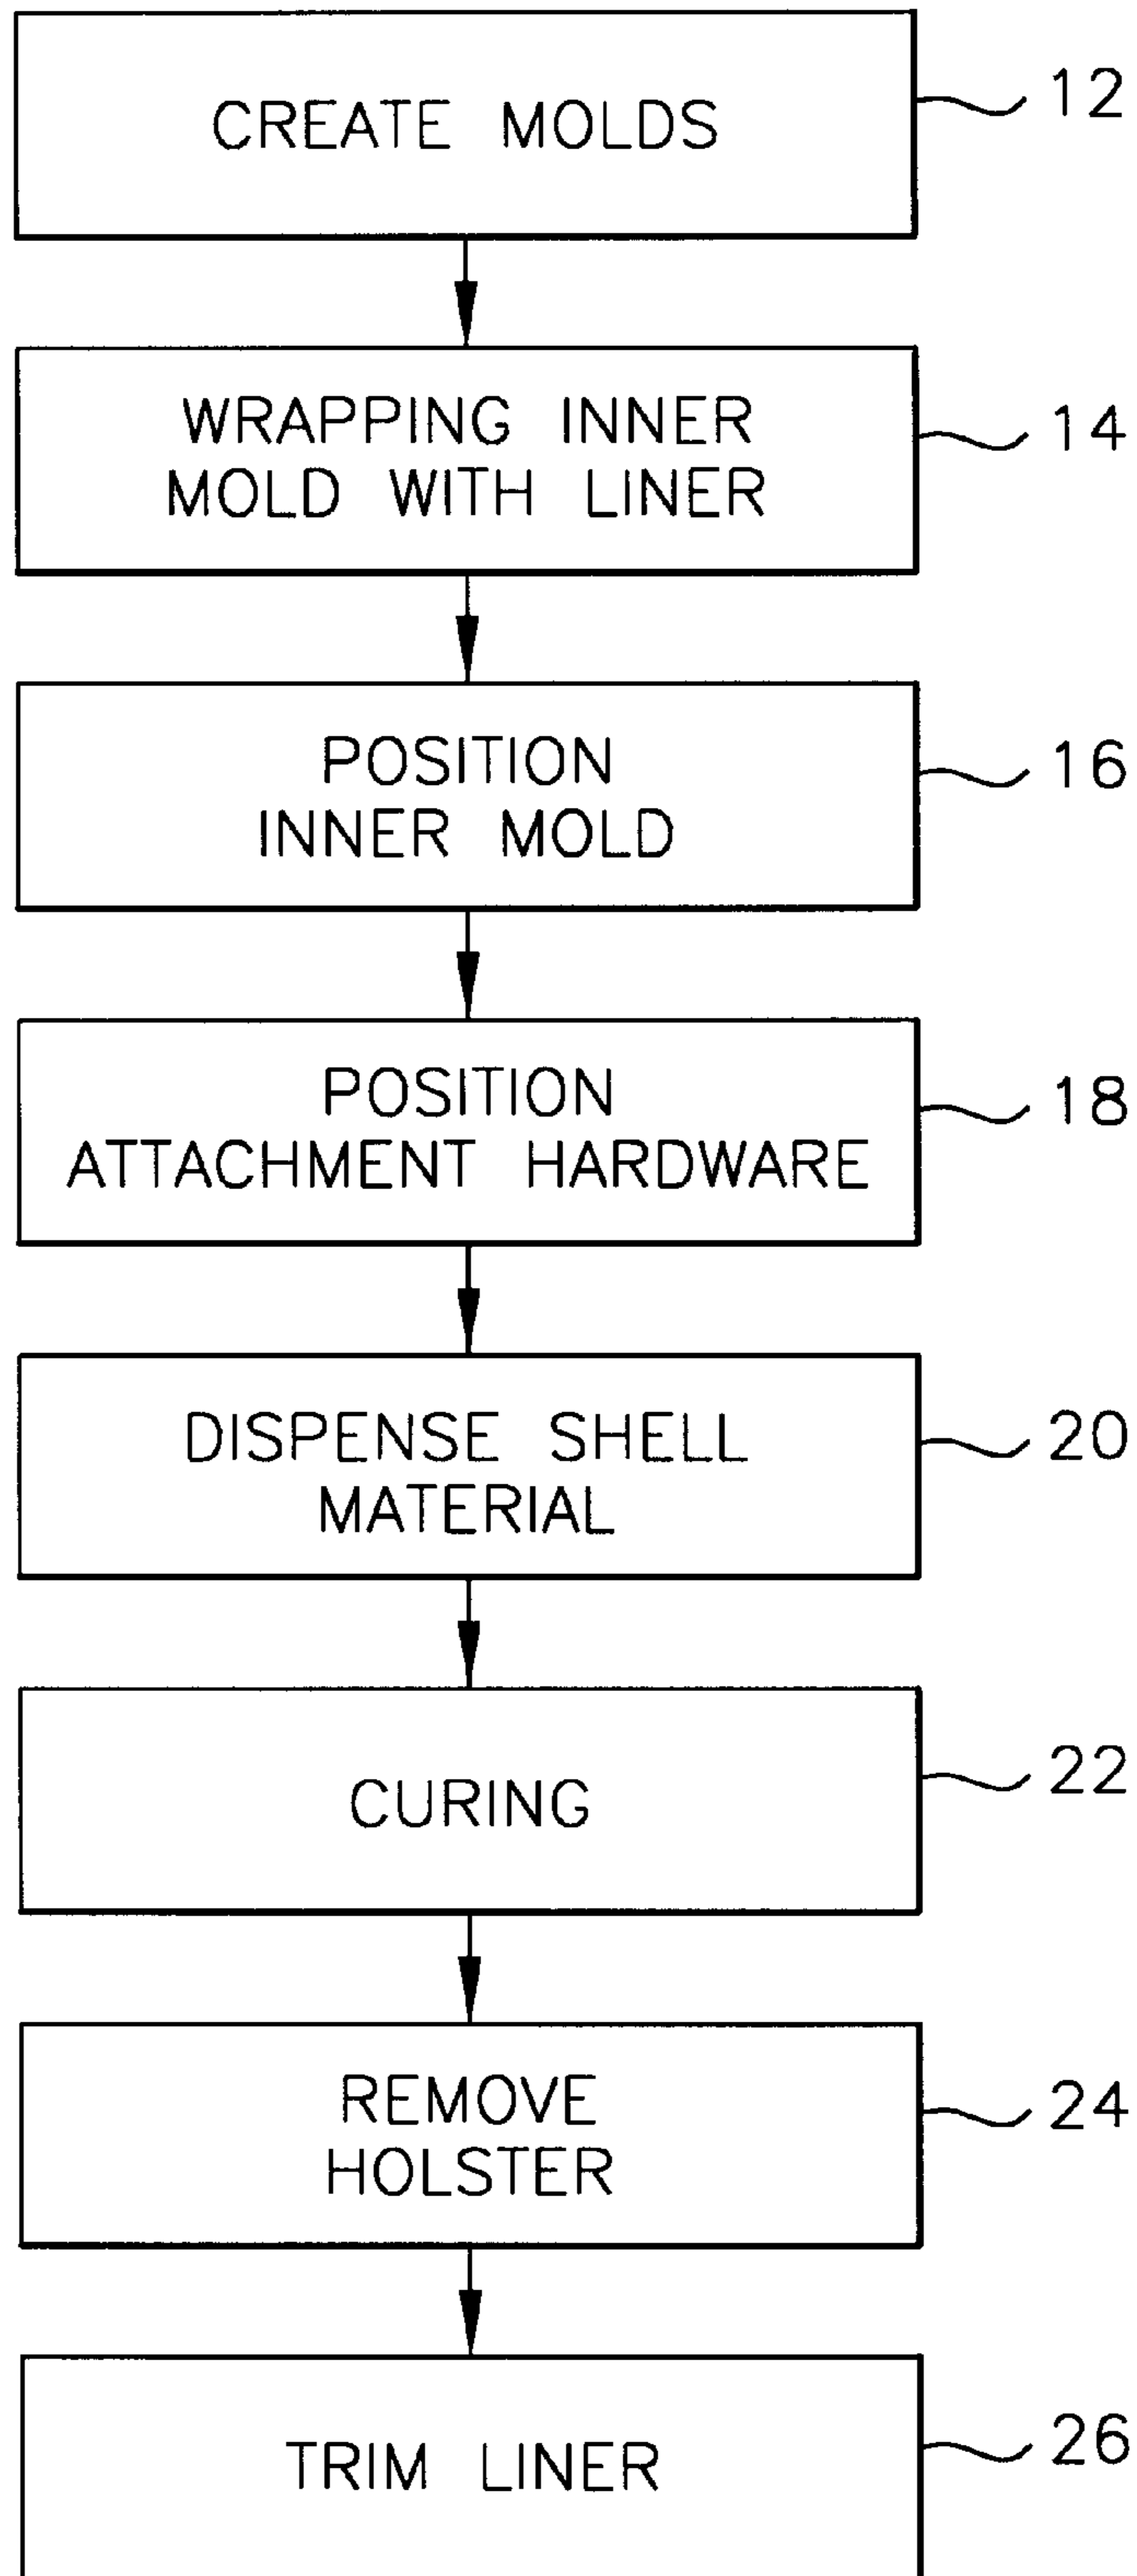 CREATE MOLDS
12
WRAPPING INNER
MOLD WITH LINER
14
POSITION
INNER MOLD
16
POSITION
ATTACHMENT HARDWARE
18
DISPENSE SHELL
MATERIAL
20
CURING
22
REMOVE
HOLSTER
24
TRIM LINER
26